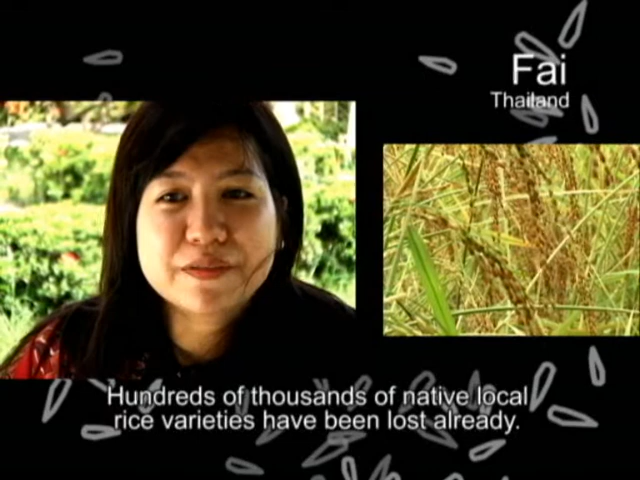 Fai
Thailand
Hundreds of thousands of native local
rice varieties have been lost already.